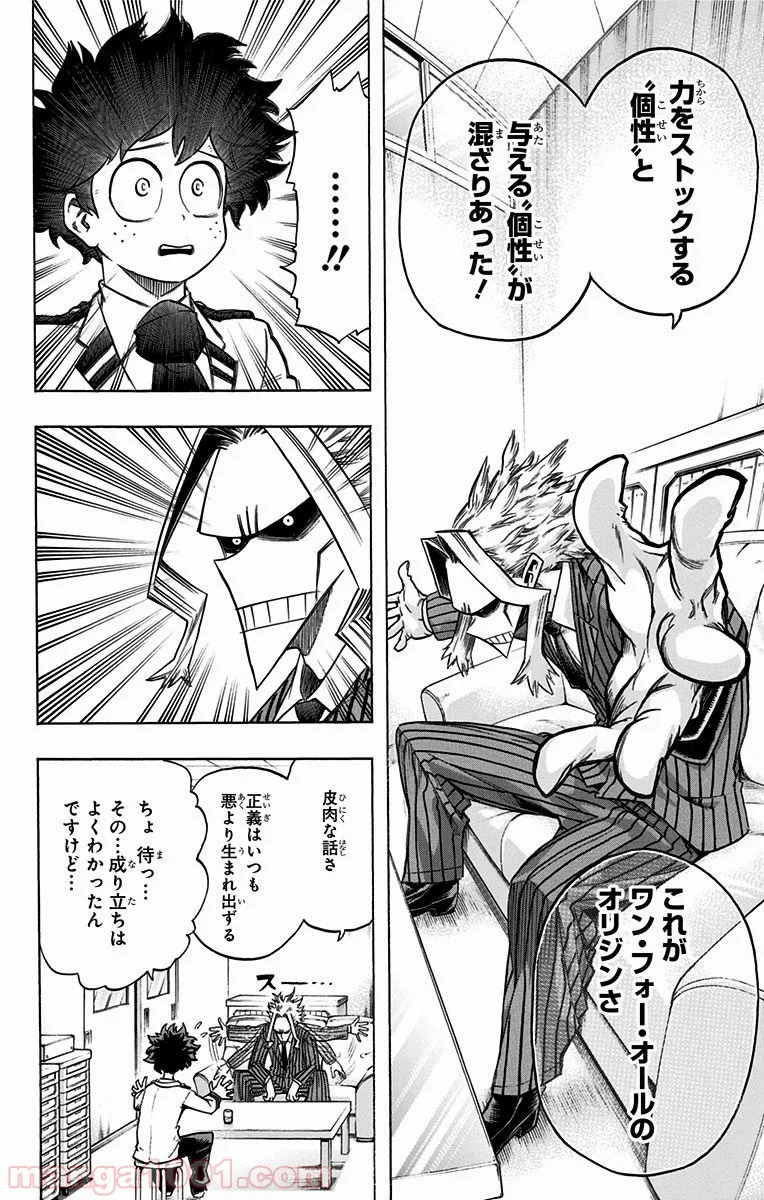 力をストックする
“個性”と
与える“個性”が
混ざりあった!
これが
ワン・フォー・オールの
オリジンさ
……!!
皮肉な話さ
正義はいつも
悪より生まれ出ずる
ちょ 待っ…
その…成り立ちは
よくわかったん
ですけど…
スー……